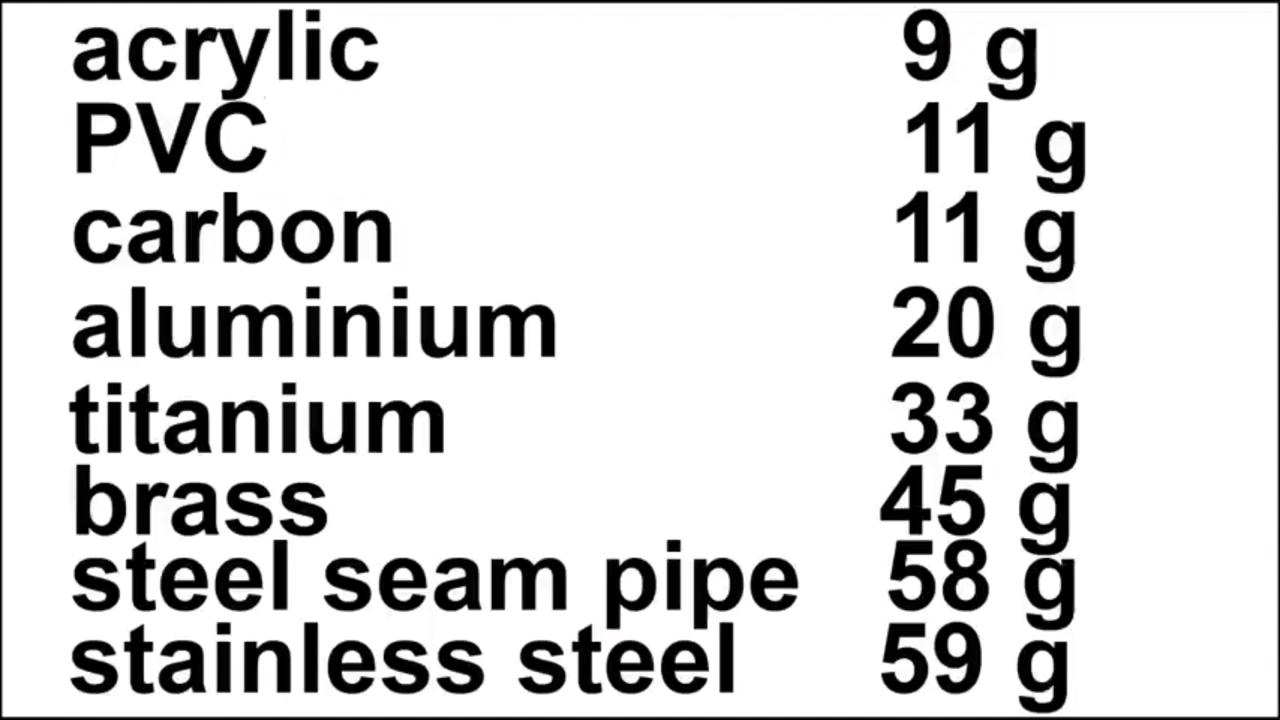 acrylic 9 g
PVC 11 g
carbon 11 g
aluminium 20 g
titanium 33 g
brass 45 g
steel seam pipe 58 g
stainless steel 59 g